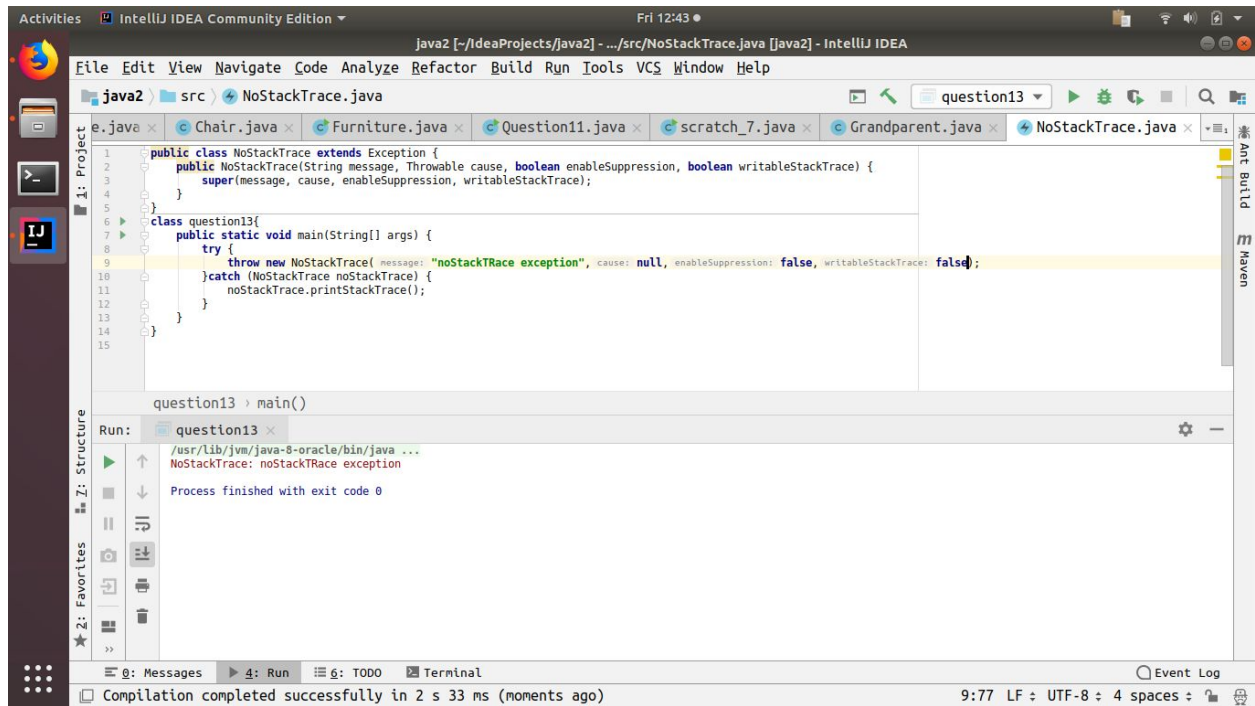 Activities IntelliJ IDEA Community Edition Fri 12:43
java2 [~/IdeaProjects/java2] - .../src/NoStackTrace.java [java2] - IntelliJ IDEA
File Edit View Navigate Code Analyze Refactor Build Run Tools VCS Window Help
java2 src NoStackTrace.java question13
e.java Chair.java Furniture.java Question11.java scratch_7.java Grandparent.java NoStackTrace.java
1 public class NoStackTrace extends Exception {
2 public NoStackTrace(String message, Throwable cause, boolean enableSuppression, boolean writableStackTrace) {
3 super(message, cause, enableSuppression, writableStackTrace);
4 }
5 }
6 class question13{
7 public static void main(String[] args) {
8 try {
9 throw new NoStackTrace( message: "noStackTRace exception", cause: null, enableSuppression: false, writableStackTrace: false);
10 }catch (NoStackTrace noStackTrace) {
11 noStackTrace.printStackTrace();
12 }
13 }
14 }
15
question13 › main()
Run: question13
/usr/lib/jvm/java-8-oracle/bin/java ...
NoStackTrace: noStackTRace exception
Process finished with exit code 0
1: Project
Z: Structure
2: Favorites
Ant Build
m Maven
0: Messages 4: Run 6: TODO Terminal Event Log
Compilation completed successfully in 2 s 33 ms (moments ago) 9:77 LF UTF-8 4 spaces